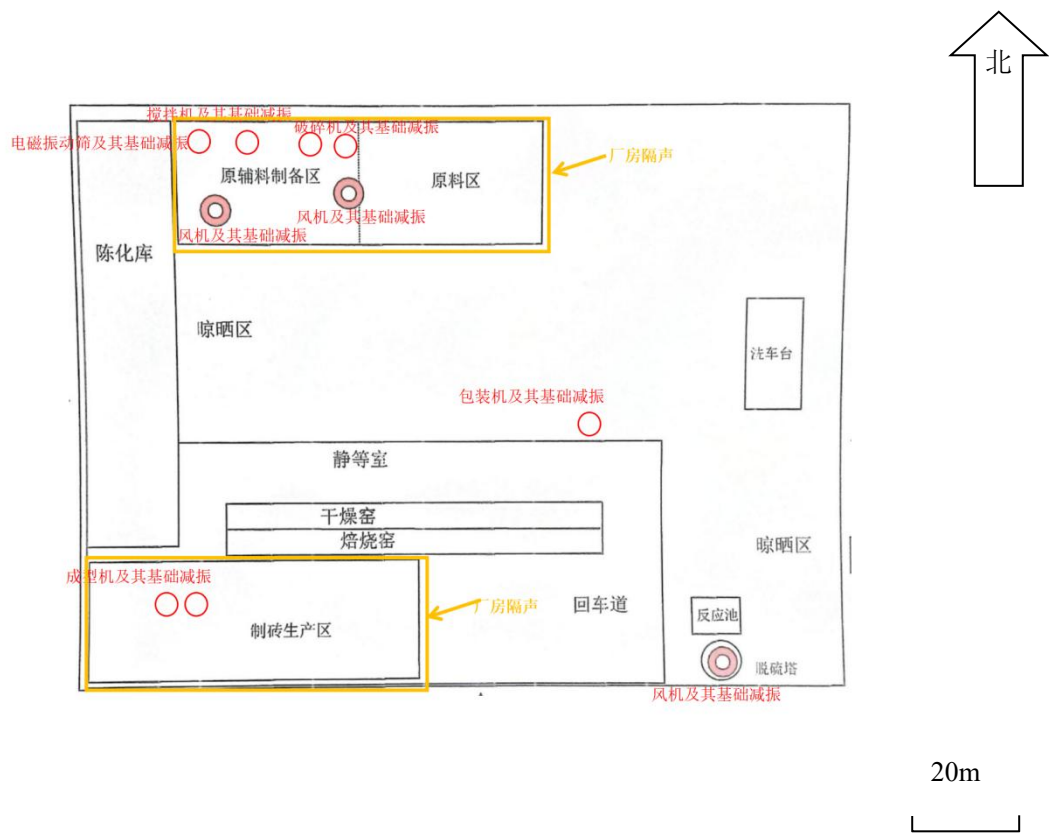 北
搅拌机及其基础减振
破碎机及其基础减振
电磁振动筛及其基础减振
厂房隔声
原辅料制备区
原料区
风机及其基础减振
风机及其基础减振
陈化库
晾晒区
洗车台
包装机及其基础减振
静等室
干燥窑
焙烧窑
晾晒区
成型机及其基础减振
厂房隔声
回车道
反应池
制砖生产区
脱硫塔
风机及其基础减振
20m